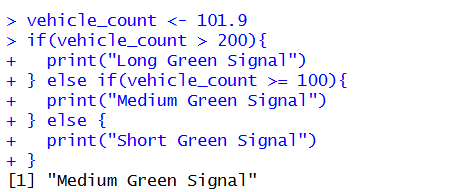 > vehicle_count <- 101.9
> if(vehicle_count > 200){
+   print("Long Green Signal")
+ } else if(vehicle_count >= 100){
+   print("Medium Green Signal")
+ } else {
+   print("Short Green Signal")
+ }
[1] "Medium Green Signal"